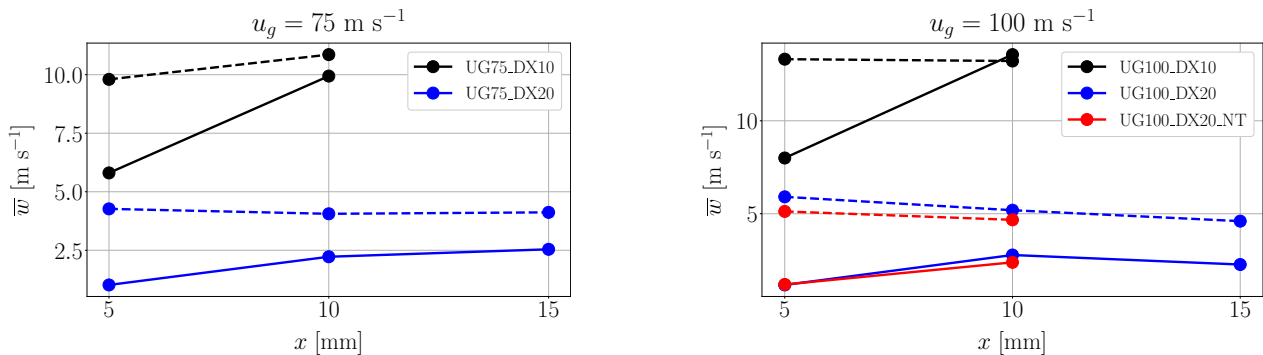 u_g = 75 m s⁻¹
10.0
7.5
5.0
2.5
w̅ [m s⁻¹]
5
10
15
x [mm]
UG75_DX10
UG75_DX20
u_g = 100 m s⁻¹
10
5
w̅ [m s⁻¹]
5
10
15
x [mm]
UG100_DX10
UG100_DX20
UG100_DX20_NT